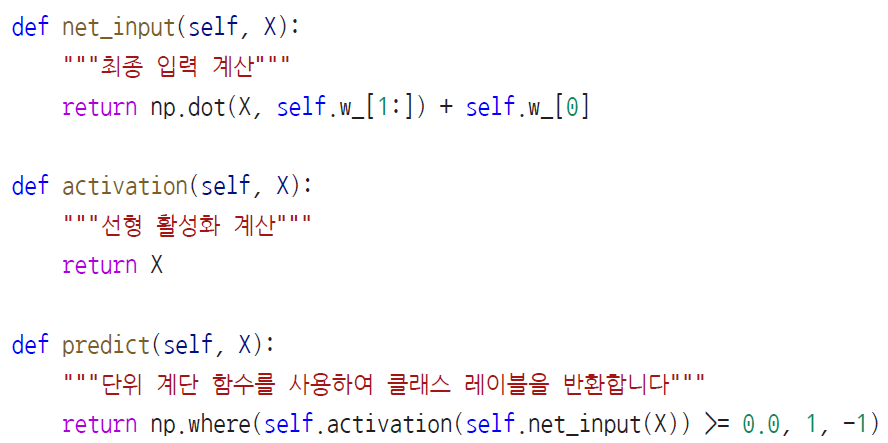 def net_input(self, X):
    """최종 입력 계산"""
    return np.dot(X, self.w_[1:]) + self.w_[0]
def activation(self, X):
    """선형 활성화 계산"""
    return X
def predict(self, X):
    """단위 계단 함수를 사용하여 클래스 레이블을 반환합니다"""
    return np.where(self.activation(self.net_input(X)) >= 0.0, 1, -1)